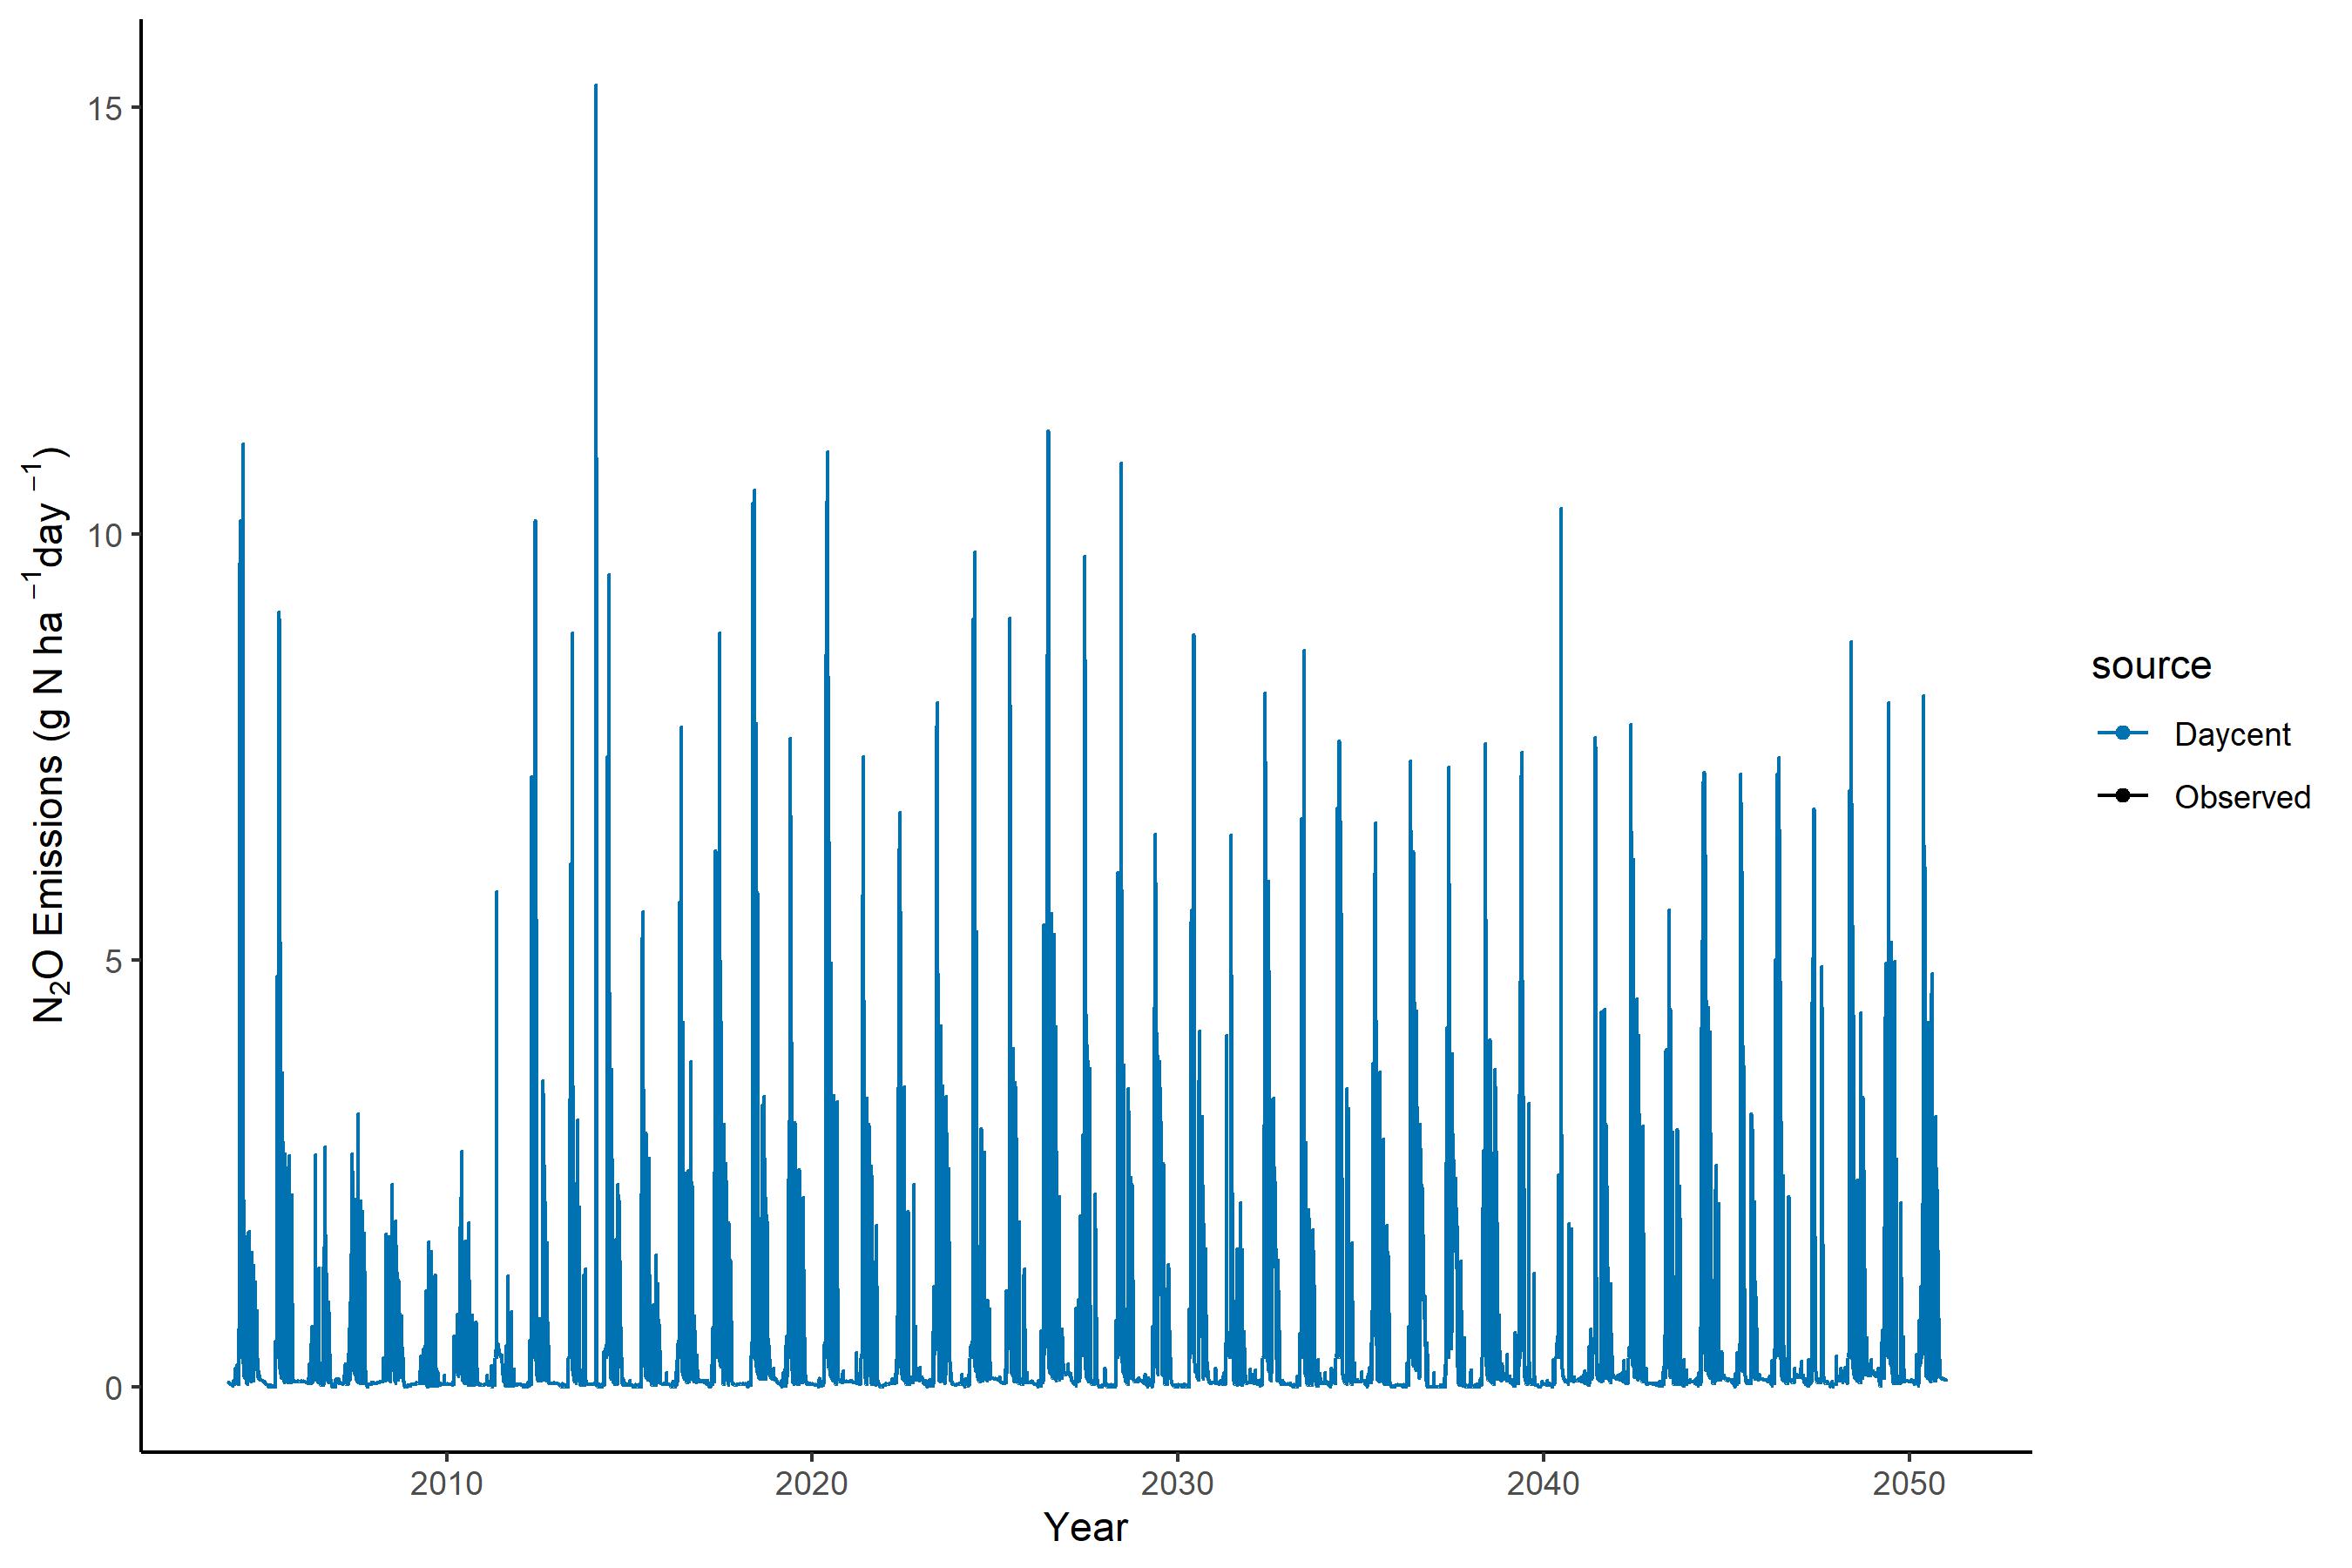 15
10
5
0
N₂O Emissions (g N ha ⁻¹day ⁻¹)
2010 2020 2030 2040 2050
Year
source
Daycent
Observed